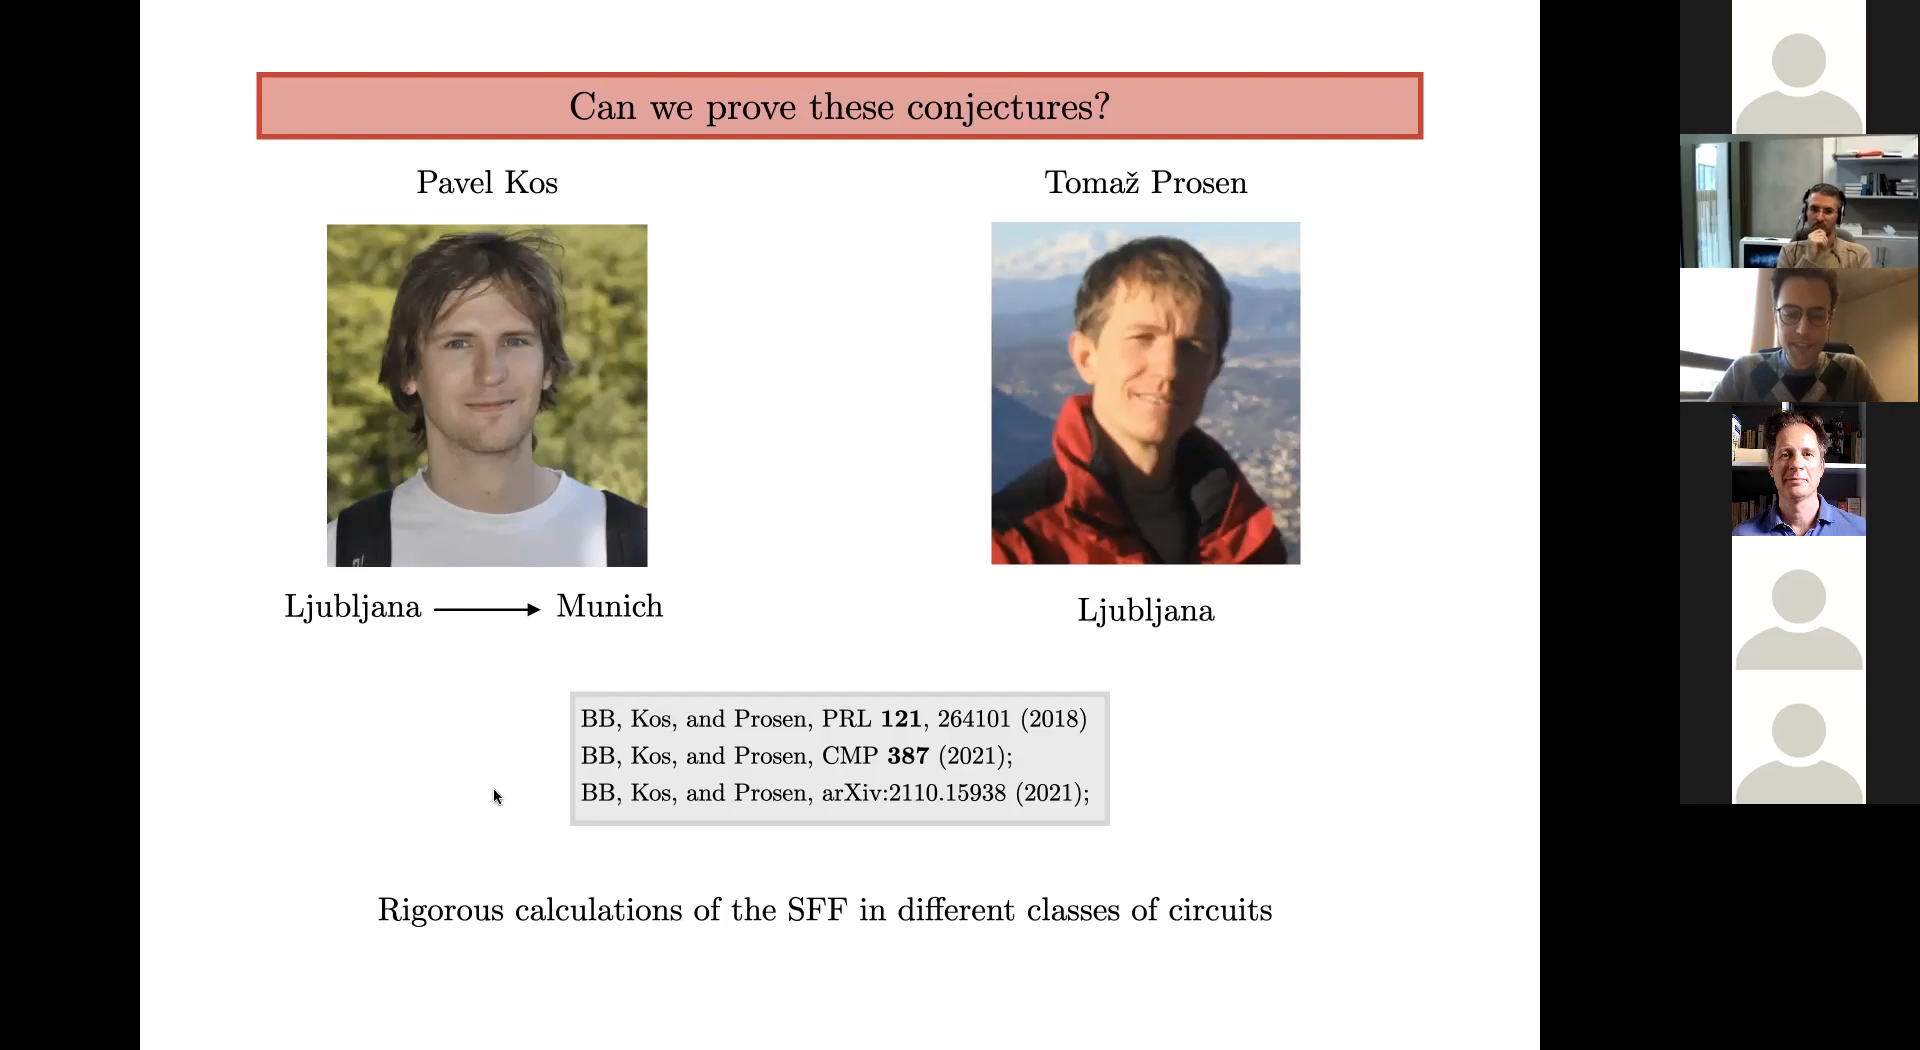 Can we prove these conjectures?
Pavel Kos
Tomaž Prosen
Ljubljana → Munich
Ljubljana
BB, Kos, and Prosen, PRL 121, 264101 (2018)
BB, Kos, and Prosen, CMP 387 (2021);
BB, Kos, and Prosen, arXiv:2110.15938 (2021);
Rigorous calculations of the SFF in different classes of circuits